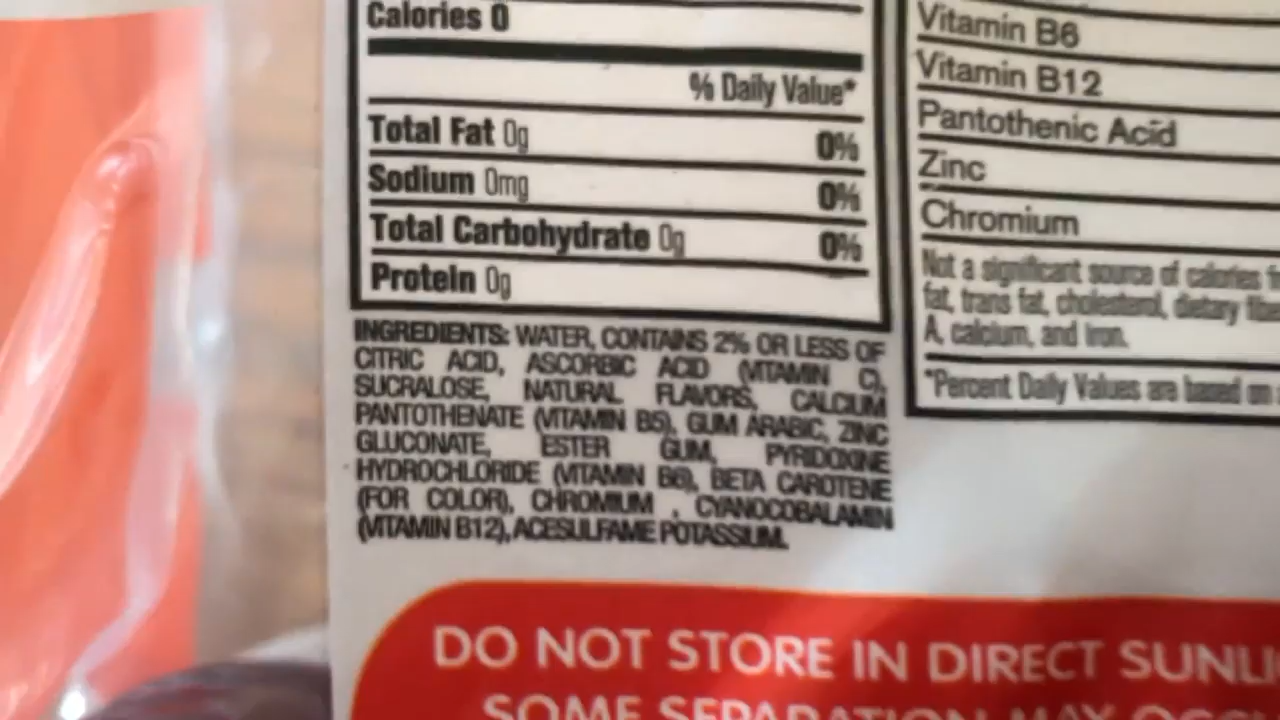 Calories 0
% Daily Value*
Total Fat 0g 0%
Sodium 0mg 0%
Total Carbohydrate 0g 0%
Protein 0g
INGREDIENTS: WATER, CONTAINS 2% OR LESS OF
CITRIC ACID, ASCORBIC ACID (VITAMIN C),
SUCRALOSE, NATURAL FLAVORS, CALCIUM
PANTOTHENATE (VITAMIN B5), GUM ARABIC, ZINC
GLUCONATE, ESTER GUM, PYRIDOXINE
HYDROCHLORIDE (VITAMIN B6), BETA CAROTENE
(FOR COLOR), CHROMIUM , CYANOCOBALAMIN
(VITAMIN B12), ACESULFAME POTASSIUM.
Vitamin B6
Vitamin B12
Pantothenic Acid
Zinc
Chromium
Not a significant source of calories
fat, trans fat, cholesterol, dietary
A, calcium, and iron.
*Percent Daily Values are based on
DO NOT STORE IN DIRECT
SOME SEPARATION MAY